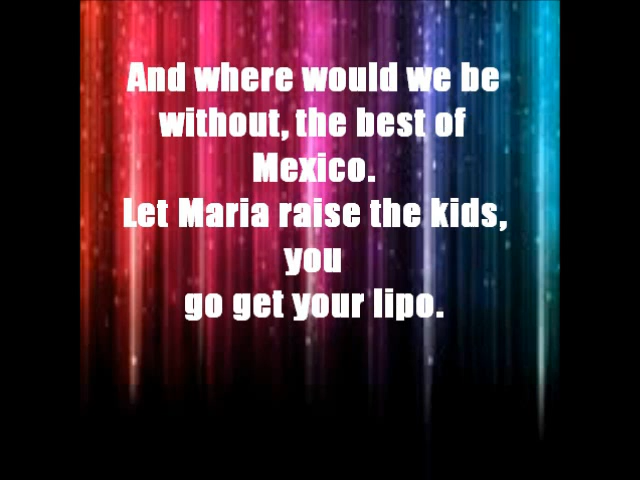 And where would we be
without, the best of
Mexico.
Let Maria raise the kids,
you
go get your lipo.